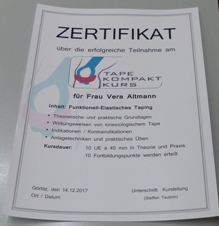 ZERTIFIKAT
über die erfolgreiche Teilnahme am
TAPE
KOMPAKT
KURS
für Frau Vera Altmann
Inhalt: Funktionell-Elastisches Taping
• Theoretische und praktische Grundlagen
• Wirkungsweisen von kinesiologischem Tape
• Indikationen / Kontraindikationen
• Anlagetechniken und praktisches Üben
Kursdauer: 10 UE à 45 min in Theorie und Praxis
10 Fortbildungspunkte werden erteilt
Görlitz, den 14.12.2017
Ort / Datum
Unterschrift Kursleitung
(Steffen